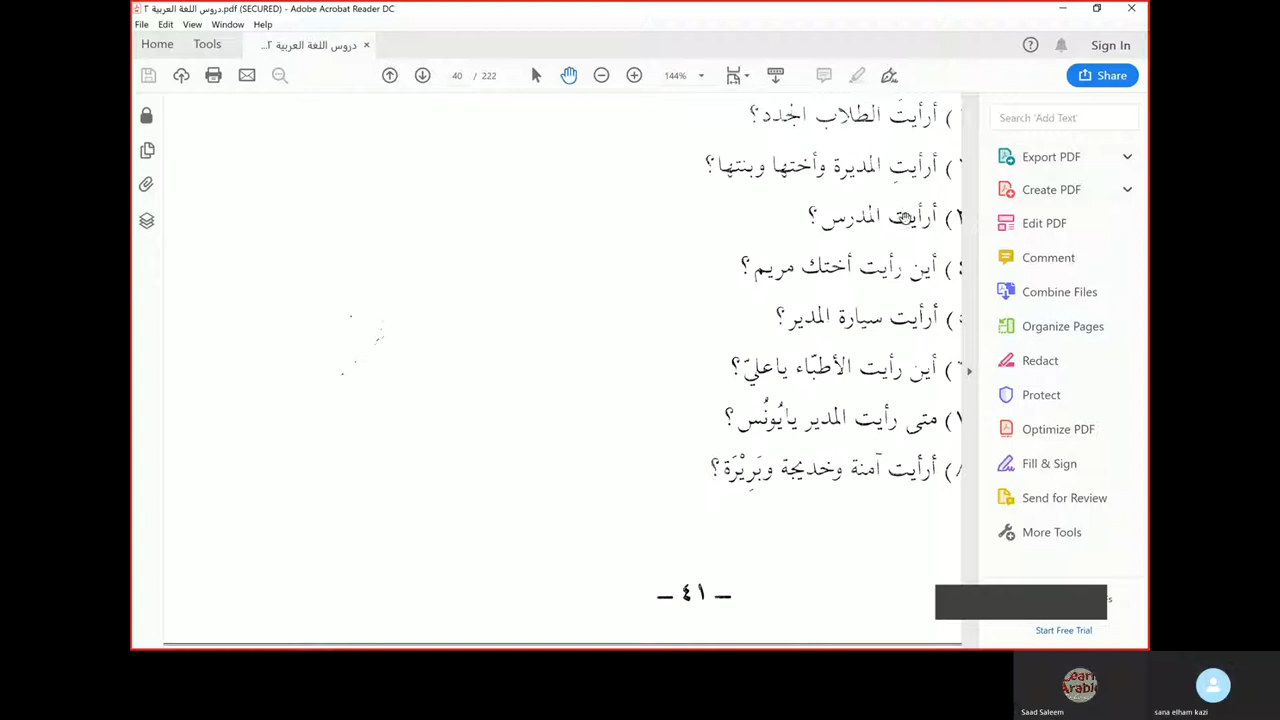 دروس اللغة العربية ٢.pdf (SECURED) - Adobe Acrobat Reader DC
File Edit View Window Help
Home Tools دروس اللغة العربية ٢... × Sign In
40 / 222 144% Share
Search 'Add Text'
) أرأيتَ الطلاب الجدد؟
Export PDF
) أرأيتِ المديرة وأختها وبنتها؟
Create PDF
) أرأيت المدرس؟
Edit PDF
Comment
) أين رأيت أختك مريم؟
Combine Files
) أرأيت سيارة المدير؟
Organize Pages
) أين رأيت الأطبّاء ياعليّ؟
Redact
Protect
) متى رأيت المدير يايُونُس؟
Optimize PDF
) أرأيت آمنة وخديجة وبَرِيْرَة؟
Fill & Sign
Send for Review
More Tools
– ٤١ –
Start Free Trial
Learn Arabic
Saad Saleem sana elham kazi